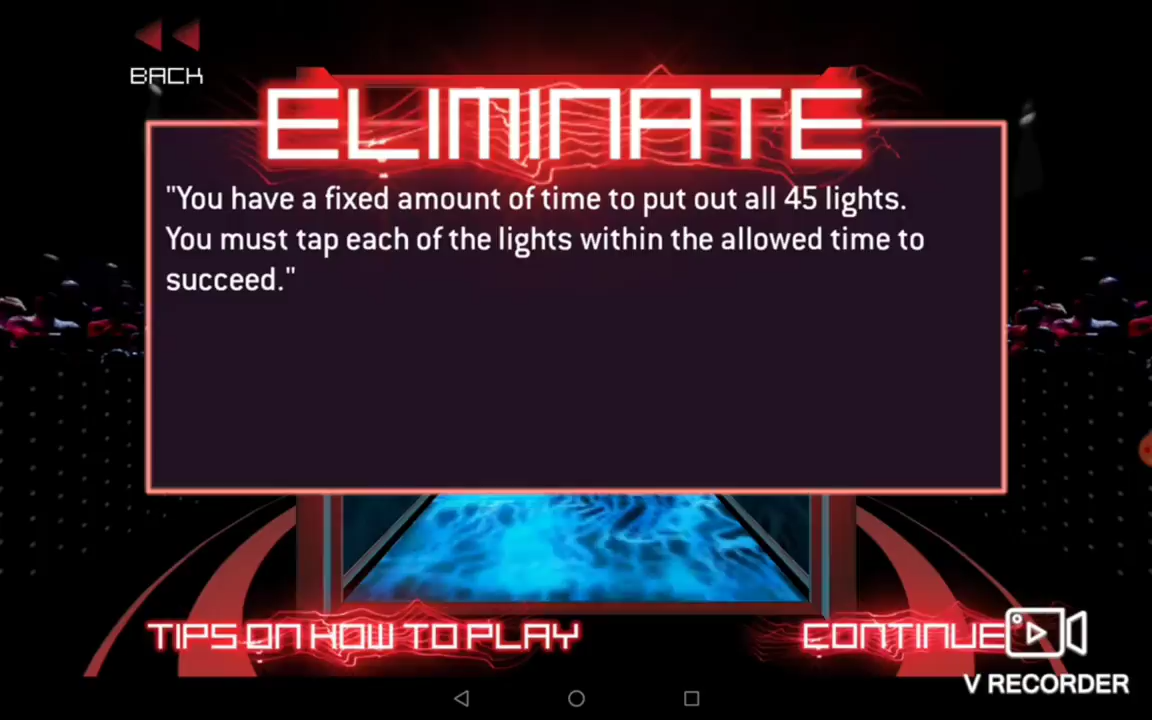 BACK
ELIMINATE
"You have a fixed amount of time to put out all 45 lights.
You must tap each of the lights within the allowed time to
succeed."
TIPS ON HOW TO PLAY
CONTINUE
V RECORDER